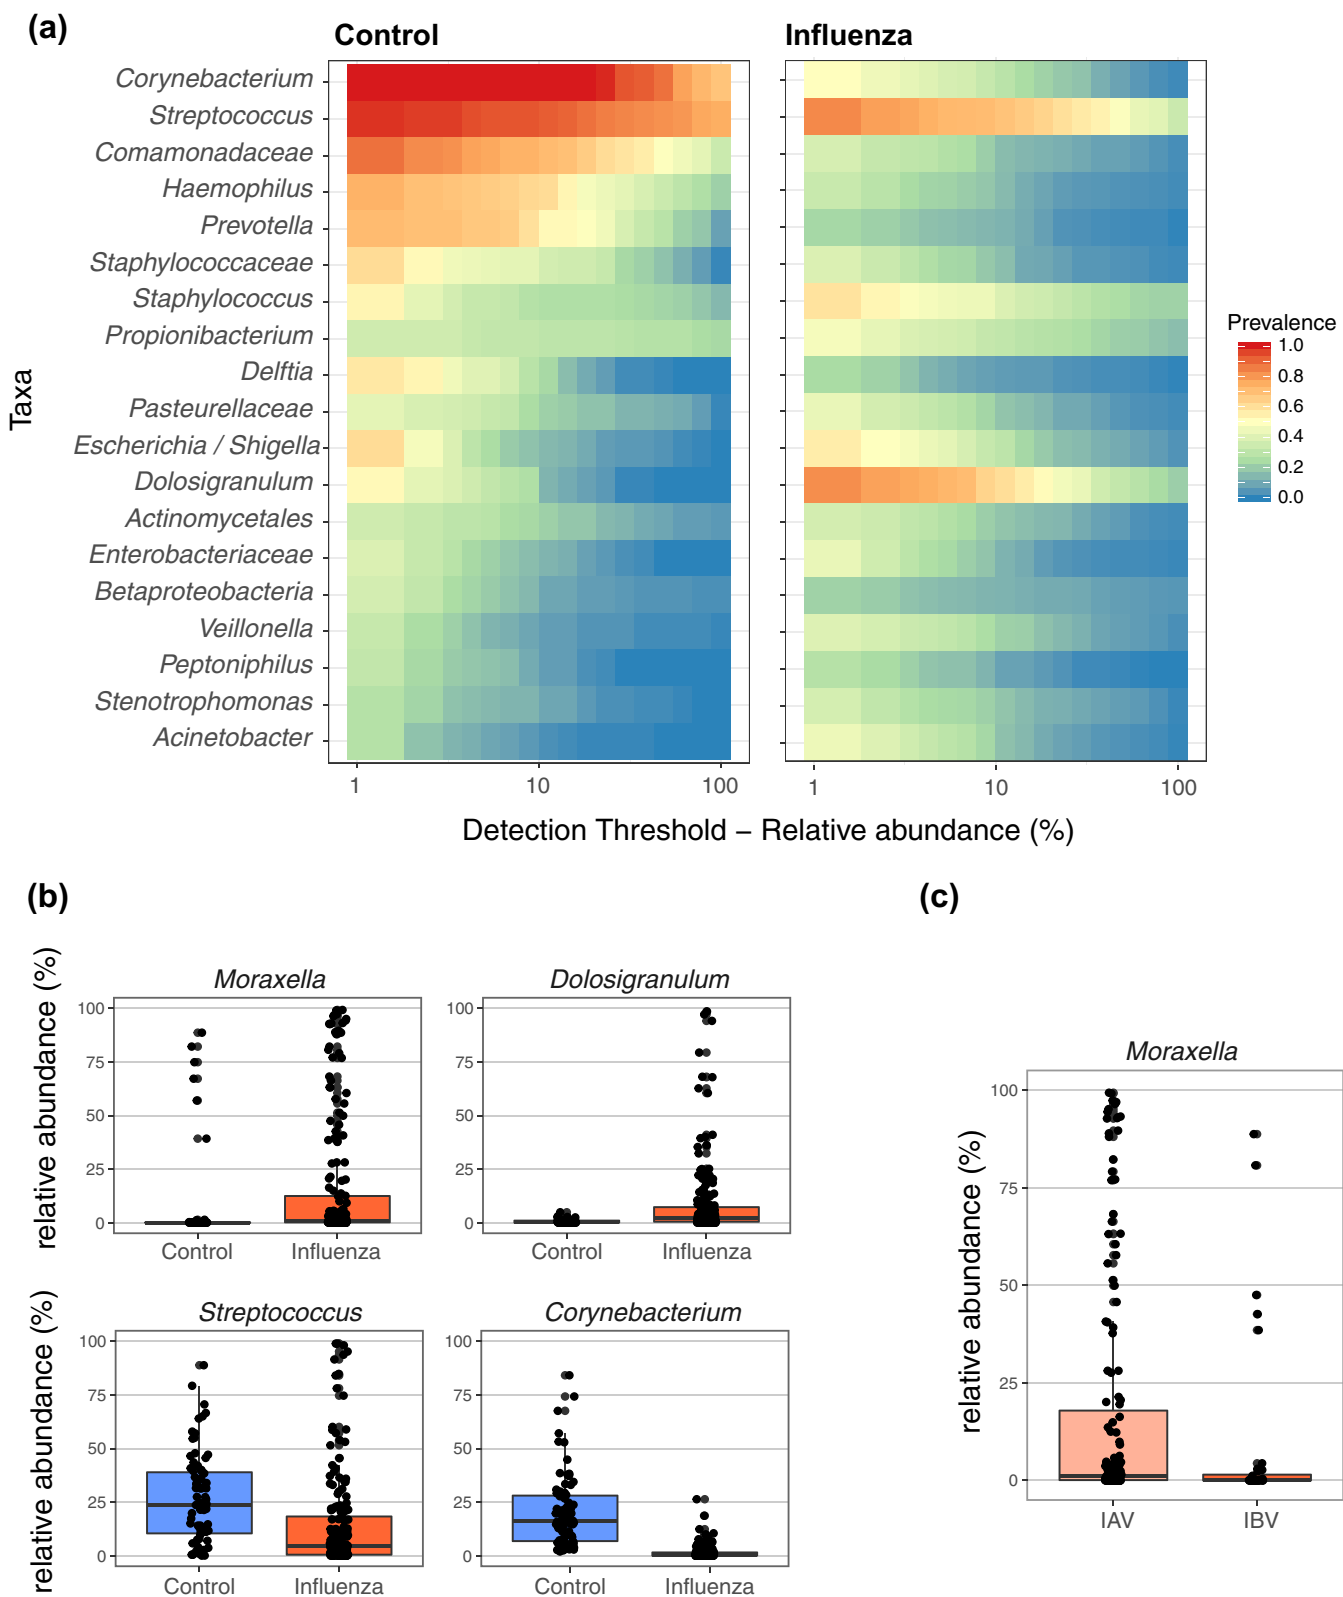 (a)
Control
Influenza
Taxa
Corynebacterium
Streptococcus
Comamonadaceae
Haemophilus
Prevotella
Staphylococcaceae
Staphylococcus
Propionibacterium
Delftia
Pasteurellaceae
Escherichia / Shigella
Dolosigranulum
Actinomycetales
Enterobacteriaceae
Betaproteobacteria
Veillonella
Peptoniphilus
Stenotrophomonas
Acinetobacter
1 10 100
1 10 100
Detection Threshold – Relative abundance (%)
Prevalence
1.0
0.8
0.6
0.4
0.2
0.0
(b)
relative abundance (%)
Moraxella
100
75
50
25
0
Control Influenza
Dolosigranulum
100
75
50
25
0
Control Influenza
relative abundance (%)
Streptococcus
100
75
50
25
0
Control Influenza
Corynebacterium
100
75
50
25
0
Control Influenza
(c)
relative abundance (%)
Moraxella
100
75
50
25
0
IAV IBV